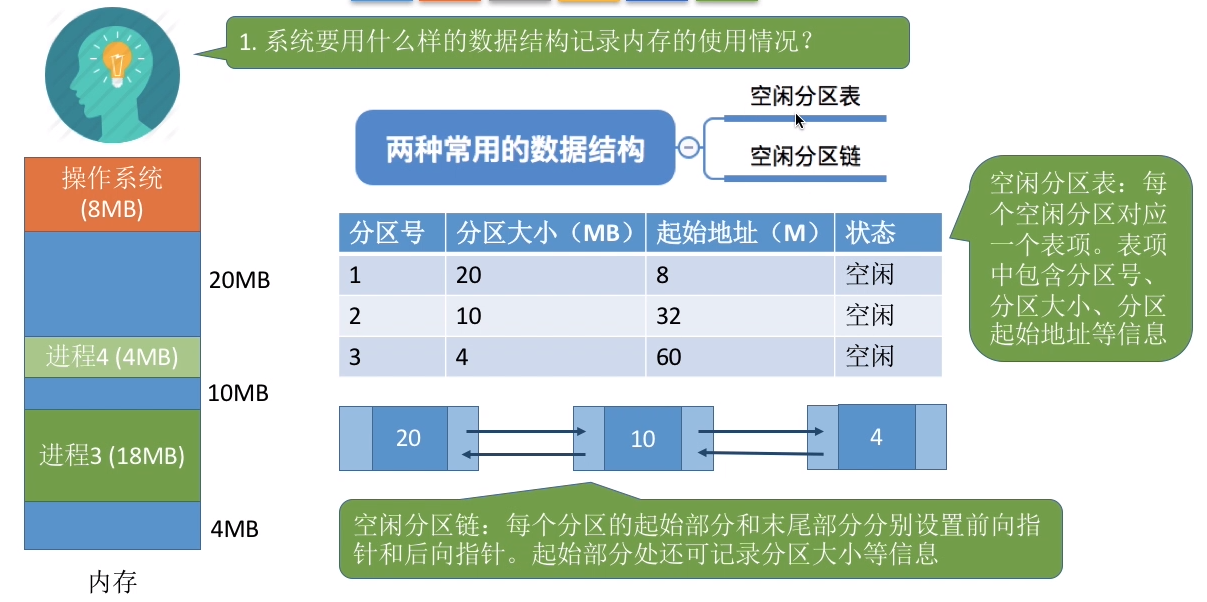 1. 系统要用什么样的数据结构记录内存的使用情况？
两种常用的数据结构
空闲分区表
空闲分区链
操作系统
(8MB)
20MB
进程4 (4MB)
10MB
进程3 (18MB)
4MB
内存
分区号 分区大小（MB） 起始地址（M） 状态
1 20 8 空闲
2 10 32 空闲
3 4 60 空闲
空闲分区表：每
个空闲分区对应
一个表项。表项
中包含分区号、
分区大小、分区
起始地址等信息
20 10 4
空闲分区链：每个分区的起始部分和末尾部分分别设置前向指
针和后向指针。起始部分处还可记录分区大小等信息